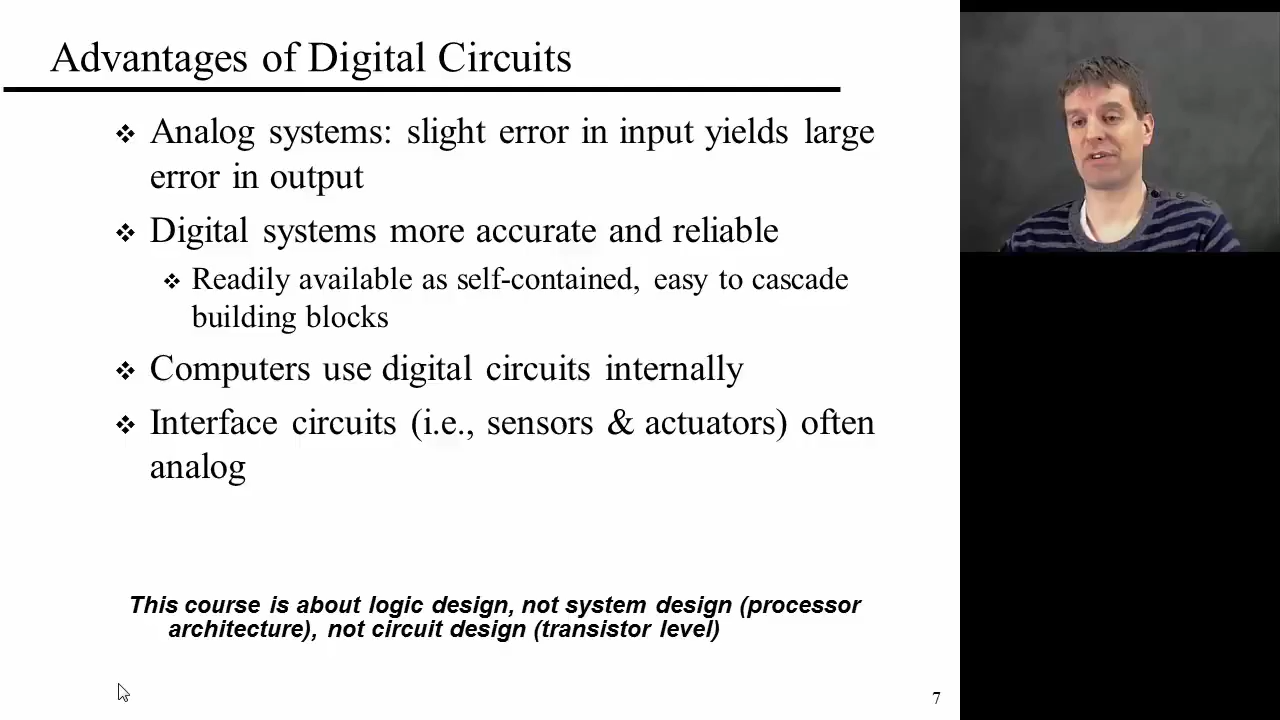 Advantages of Digital Circuits
Analog systems: slight error in input yields large
error in output
Digital systems more accurate and reliable
Readily available as self-contained, easy to cascade
building blocks
Computers use digital circuits internally
Interface circuits (i.e., sensors & actuators) often
analog
This course is about logic design, not system design (processor
architecture), not circuit design (transistor level)
7